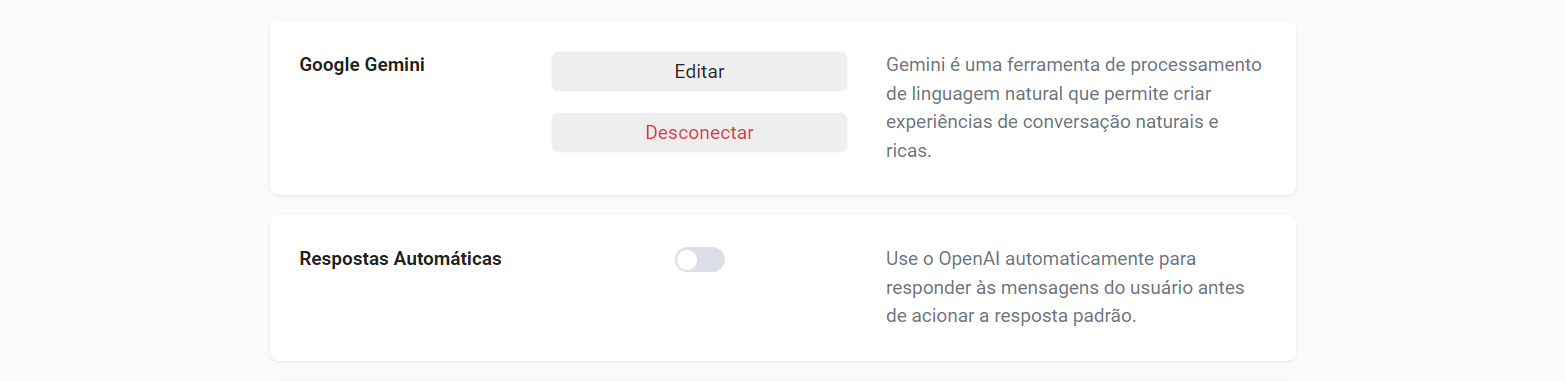 Google Gemini
Editar
Desconectar
Gemini é uma ferramenta de processamento
de linguagem natural que permite criar
experiências de conversação naturais e
ricas.
Respostas Automáticas
Use o OpenAI automaticamente para
responder às mensagens do usuário antes
de acionar a resposta padrão.